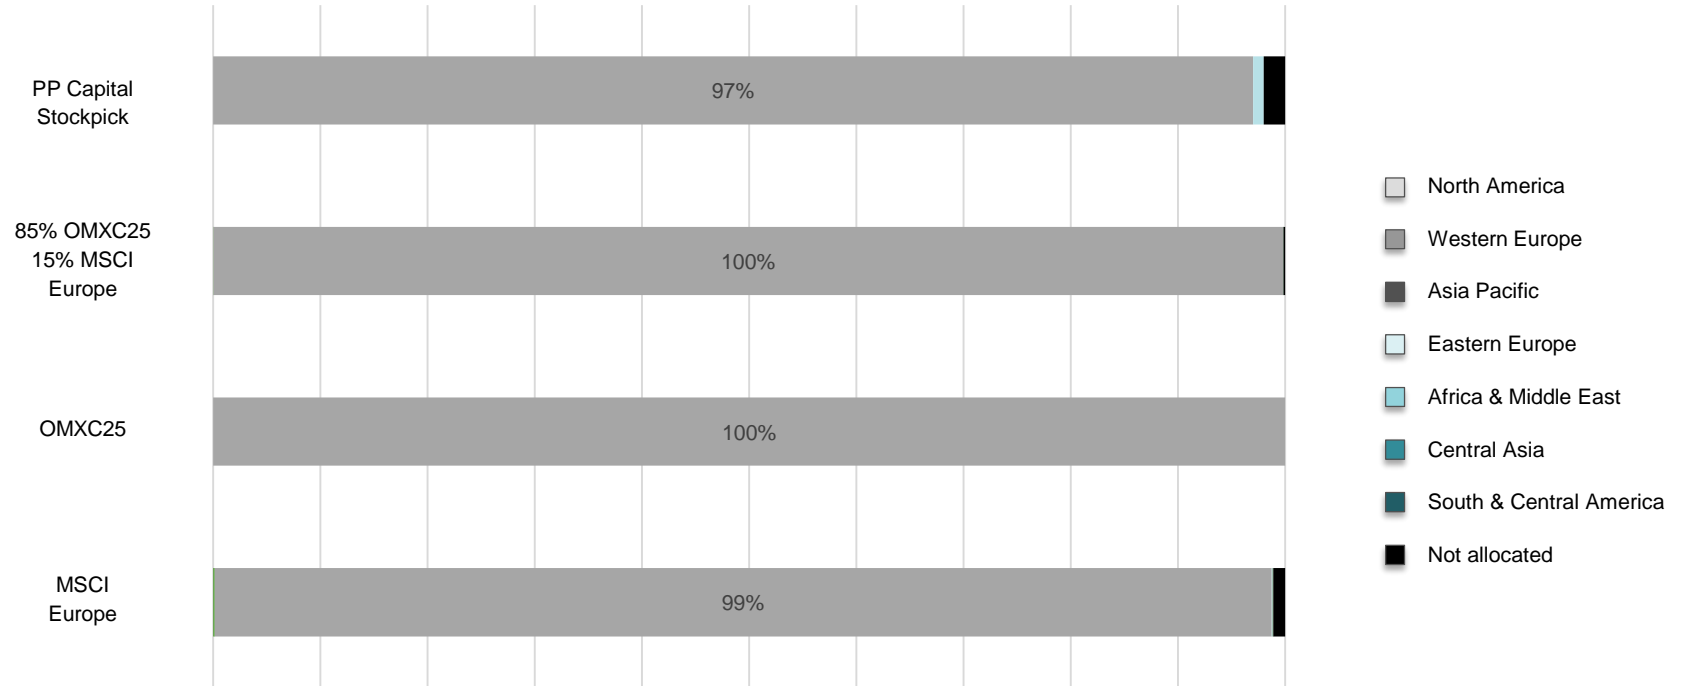 PP Capital
Stockpick
97%
85% OMXC25
15% MSCI
Europe
100%
OMXC25
100%
MSCI
Europe
99%
North America
Western Europe
Asia Pacific
Eastern Europe
Africa & Middle East
Central Asia
South & Central America
Not allocated